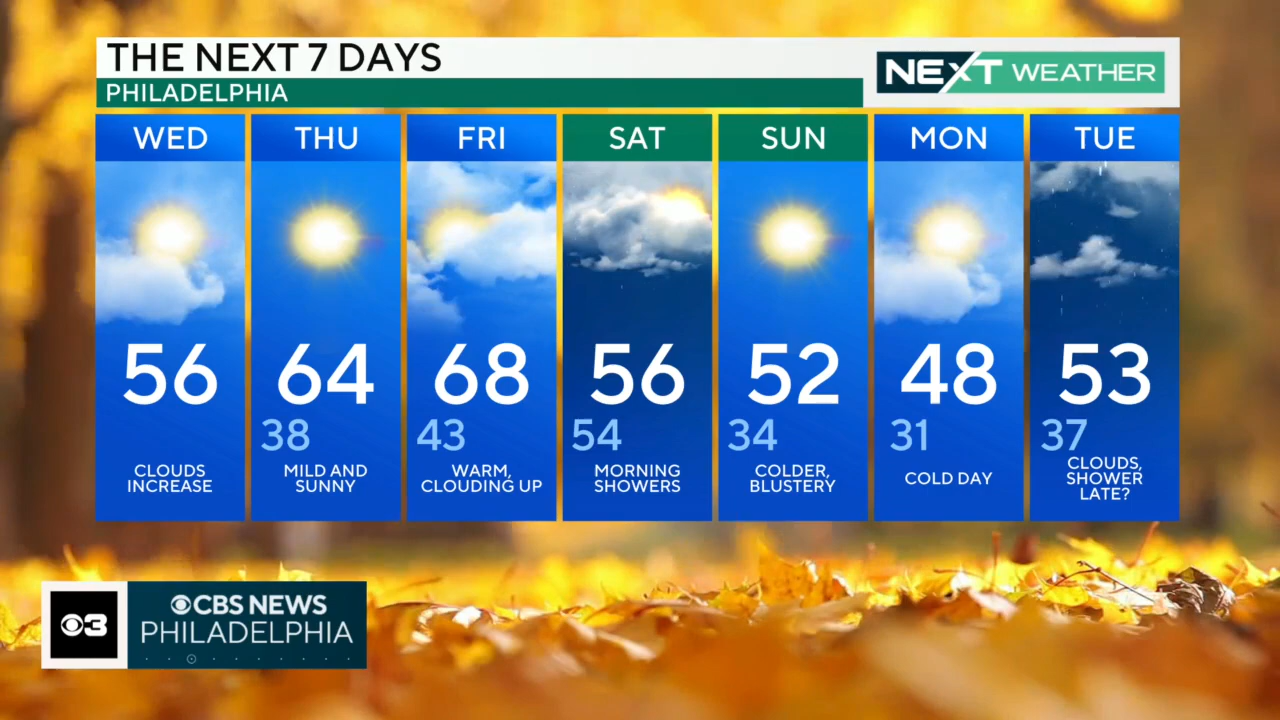 THE NEXT 7 DAYS
PHILADELPHIA
NEXT WEATHER
WED
56
CLOUDS
INCREASE
THU
64
38
MILD AND
SUNNY
FRI
68
43
WARM,
CLOUDING UP
SAT
56
54
MORNING
SHOWERS
SUN
52
34
COLDER,
BLUSTERY
MON
48
31
COLD DAY
TUE
53
37
CLOUDS,
SHOWER
LATE?
3
CBS NEWS
PHILADELPHIA